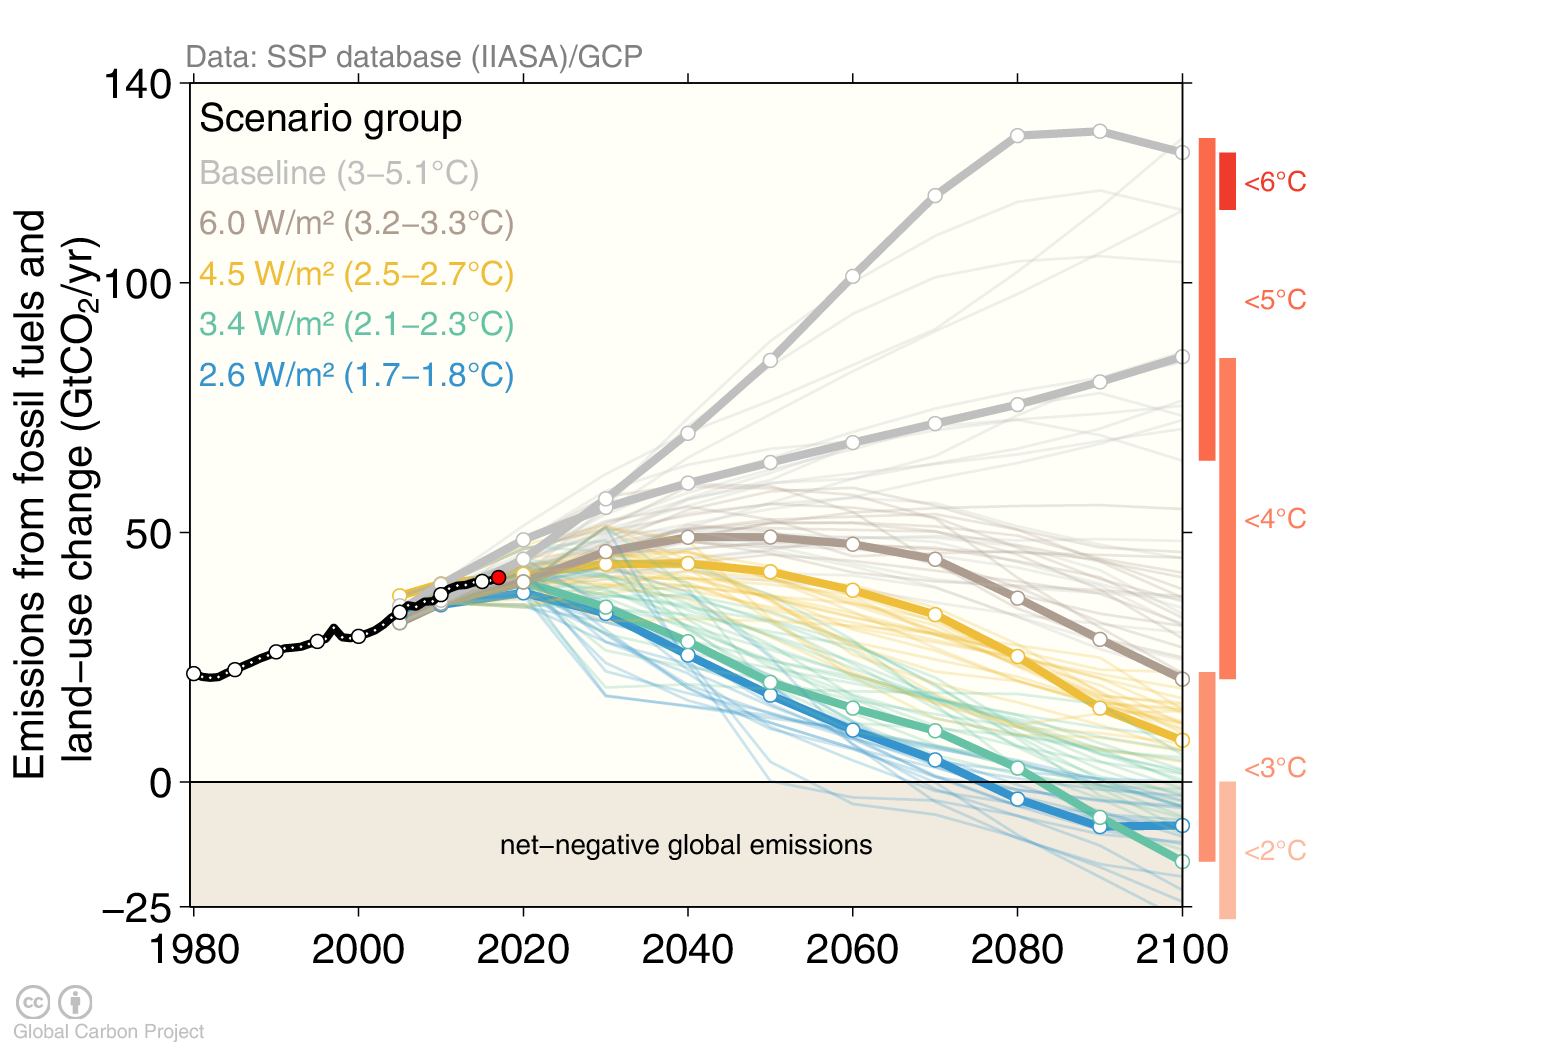 Data: SSP database (IIASA)/GCP
140
100
50
0
−25
Emissions from fossil fuels and
land−use change (GtCO₂/yr)
Scenario group
Baseline (3−5.1°C)
6.0 W/m² (3.2−3.3°C)
4.5 W/m² (2.5−2.7°C)
3.4 W/m² (2.1−2.3°C)
2.6 W/m² (1.7−1.8°C)
<6°C
<5°C
<4°C
<3°C
<2°C
net−negative global emissions
1980 2000 2020 2040 2060 2080 2100
cc
Global Carbon Project